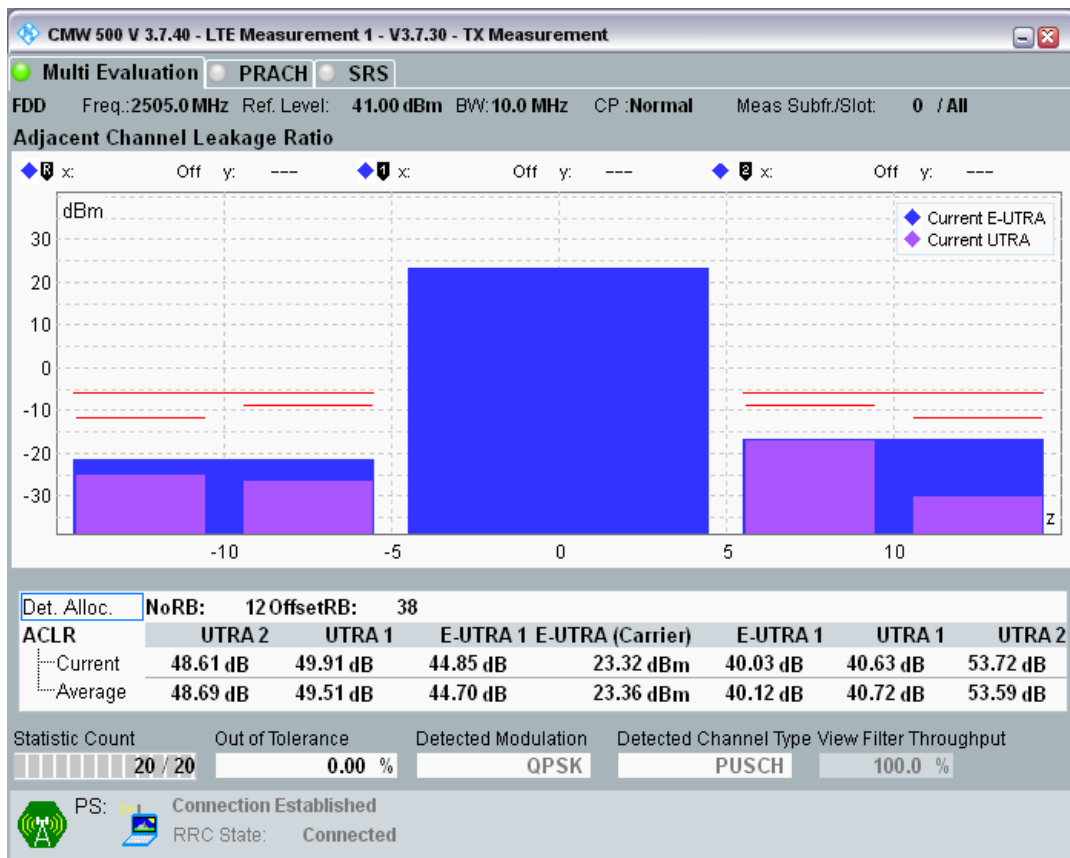 CMW 500 V 3.7.40 - LTE Measurement 1 - V3.7.30 - TX Measurement
Multi Evaluation PRACH SRS
FDD Freq.:2505.0 MHz Ref. Level: 41.00 dBm BW:10.0 MHz CP :Normal Meas Subfr./Slot: 0 / All
Adjacent Channel Leakage Ratio
R x: Off y: --- 1 x: Off y: --- 2 x: Off y: ---
dBm
Current E-UTRA
Current UTRA
30
20
10
0
-10
-20
-30
z
-10 -5 0 5 10
Det. Alloc. NoRB: 12 OffsetRB: 38
ACLR UTRA 2 UTRA 1 E-UTRA 1 E-UTRA (Carrier) E-UTRA 1 UTRA 1 UTRA 2
Current 48.61 dB 49.91 dB 44.85 dB 23.32 dBm 40.03 dB 40.63 dB 53.72 dB
Average 48.69 dB 49.51 dB 44.70 dB 23.36 dBm 40.12 dB 40.72 dB 53.59 dB
Statistic Count Out of Tolerance Detected Modulation Detected Channel Type View Filter Throughput
20 / 20 0.00 % QPSK PUSCH 100.0 %
PS: Connection Established
RRC State: Connected